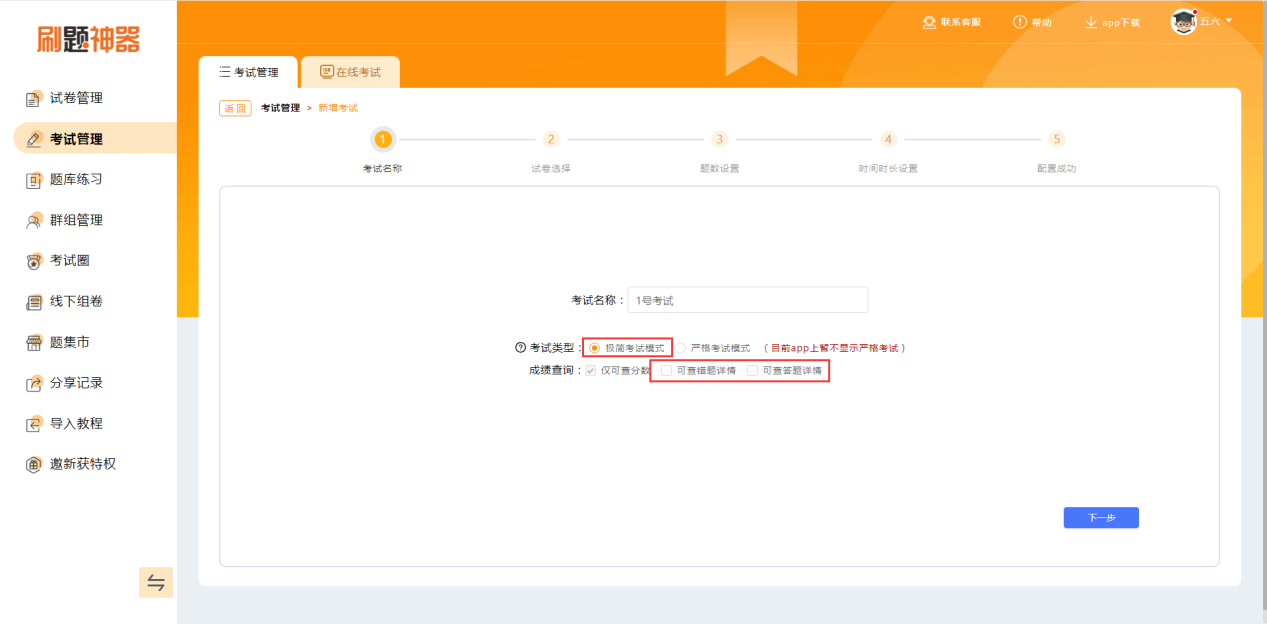 刷题神器
联系客服
帮助
app下载
五六
试卷管理
考试管理
题库练习
群组管理
考试圈
线下组卷
题集市
分享记录
导入教程
邀新获特权
考试管理
在线考试
返回 考试管理 > 新增考试
1 2 3 4 5
考试名称 试卷选择 题数设置 时间时长设置 配置成功
考试名称： 1号考试
考试类型： 极简考试模式 严格考试模式 （目前app上暂不显示严格考试）
成绩查询： 仅可查分数 可查错题详情 可查答题详情
下一步